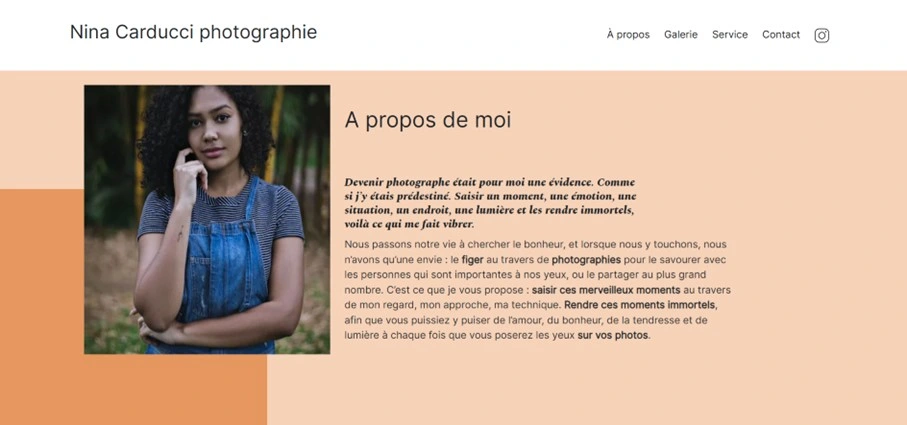 Nina Carducci photographie
À propos Galerie Service Contact
A propos de moi
Devenir photographe était pour moi une évidence. Comme
si j'y étais prédestiné. Saisir un moment, une émotion, une
situation, un endroit, une lumière et les rendre immortels,
voilà ce qui me fait vibrer.
Nous passons notre vie à chercher le bonheur, et lorsque nous y touchons, nous
n'avons qu'une envie : le figer au travers de photographies pour le savourer avec
les personnes qui sont importantes à nos yeux, ou le partager au plus grand
nombre. C'est ce que je vous propose : saisir ces merveilleux moments au travers
de mon regard, mon approche, ma technique. Rendre ces moments immortels,
afin que vous puissiez y puiser de l'amour, du bonheur, de la tendresse et de
lumière à chaque fois que vous poserez les yeux sur vos photos.